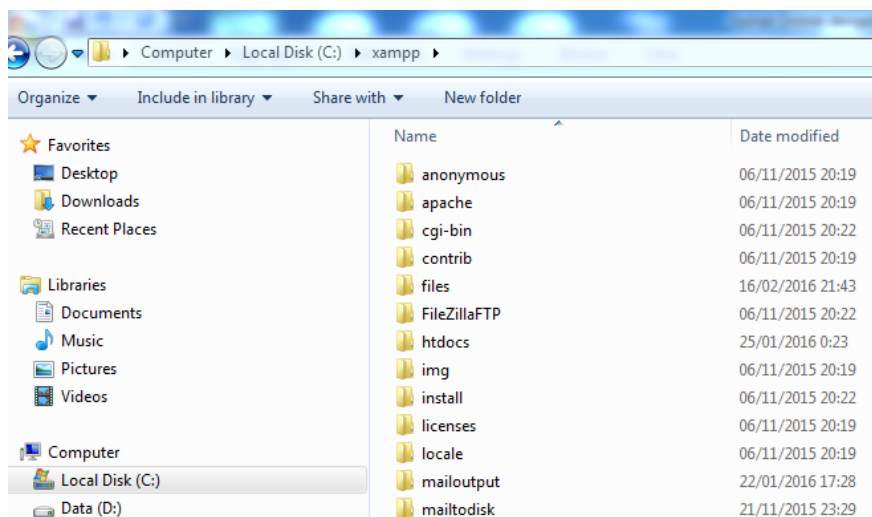 Computer Local Disk (C:) xampp
Organize Include in library Share with New folder
Favorites
Desktop
Downloads
Recent Places
Libraries
Documents
Music
Pictures
Videos
Computer
Local Disk (C:)
Data (D:)
Name Date modified
anonymous 06/11/2015 20:19
apache 06/11/2015 20:19
cgi-bin 06/11/2015 20:22
contrib 06/11/2015 20:19
files 16/02/2016 21:43
FileZillaFTP 06/11/2015 20:22
htdocs 25/01/2016 0:23
img 06/11/2015 20:19
install 06/11/2015 20:22
licenses 06/11/2015 20:19
locale 06/11/2015 20:19
mailoutput 22/01/2016 17:28
mailtodisk 21/11/2015 23:29